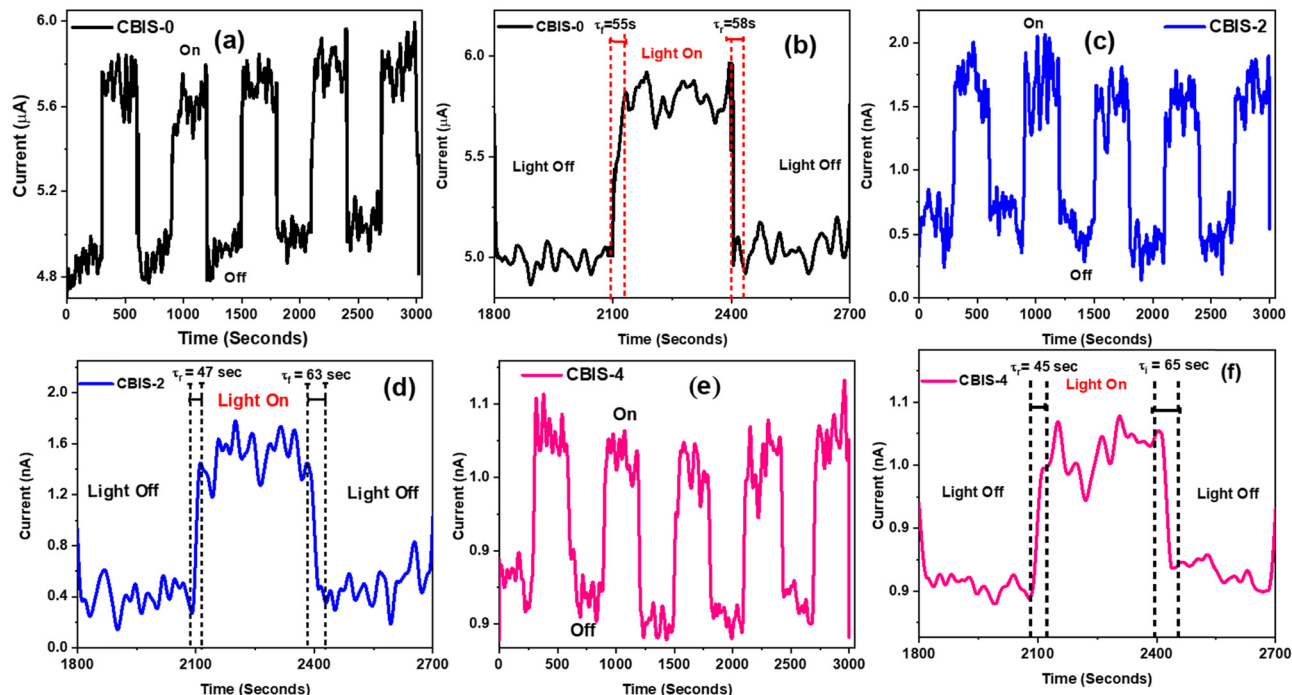 CBIS-0
(a)
On
Off
6.0
5.6
5.2
4.8
Current (μA)
0 500 1000 1500 2000 2500 3000
Time (Seconds)
CBIS-0
τf=55s
τr=58s
(b)
Light On
Light Off
Light Off
6.0
5.5
5.0
Current (μA)
1800 2100 2400 2700
Time (Seconds)
(c)
CBIS-2
On
Off
2.0
1.5
1.0
0.5
0.0
Current (nA)
0 500 1000 1500 2000 2500 3000
Time (Seconds)
CBIS-2
τr = 47 sec
τf = 63 sec
(d)
Light On
Light Off
Light Off
2.0
1.6
1.2
0.8
0.4
0.0
Current (nA)
1800 2100 2400 2700
Time (Seconds)
CBIS-4
(e)
On
Off
1.1
1.0
0.9
0.9
Current (nA)
0 500 1000 1500 2000 2500 3000
Time (Seconds)
CBIS-4
τr = 45 sec
τi = 65 sec
(f)
Light On
Light Off
Light Off
1.1
1.0
0.9
0.9
Current (nA)
1800 2100 2400 2700
Time (Seconds)